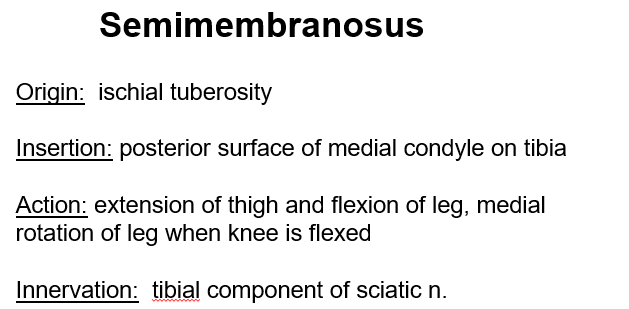 Semimembranosus
Origin: ischial tuberosity
Insertion: posterior surface of medial condyle on tibia
Action: extension of thigh and flexion of leg, medial
rotation of leg when knee is flexed
Innervation: tibial component of sciatic n.